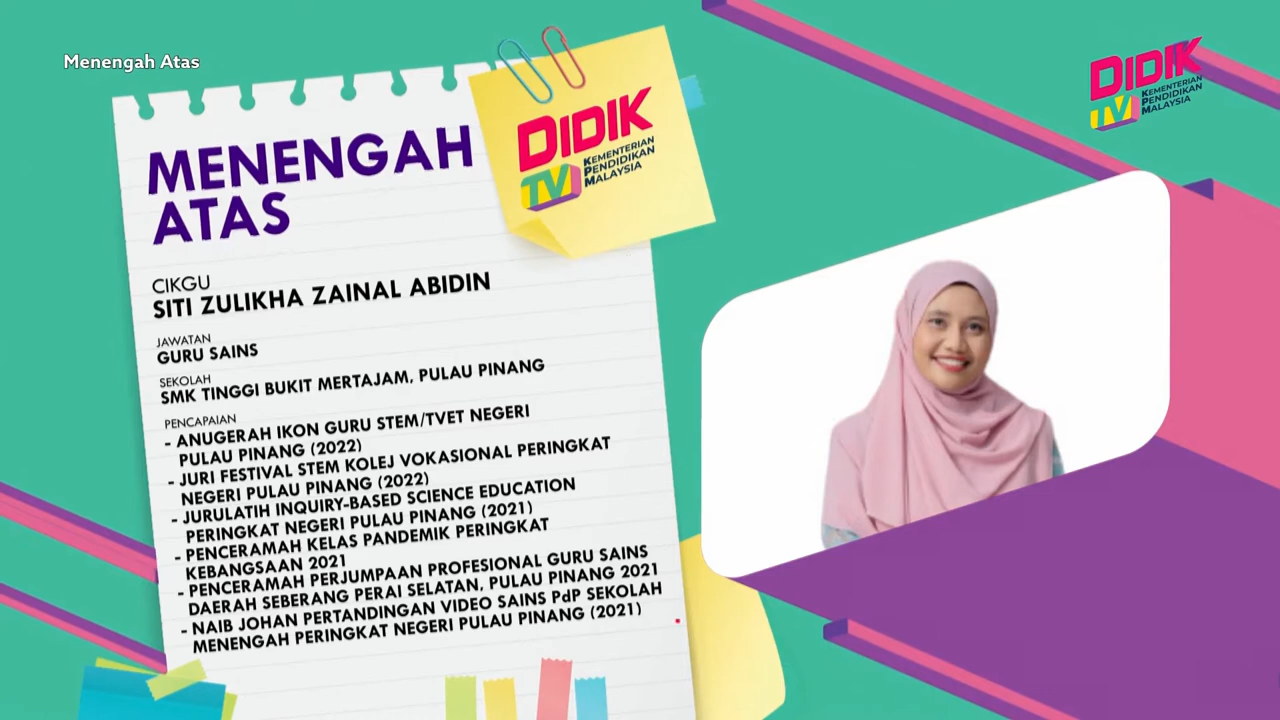 Menengah Atas
MENENGAH
ATAS
DIDIK
TV
KEMENTERIAN
PENDIDIKAN
MALAYSIA
CIKGU
SITI ZULIKHA ZAINAL ABIDIN
JAWATAN
GURU SAINS
SEKOLAH
SMK TINGGI BUKIT MERTAJAM, PULAU PINANG
PENCAPAIAN
- ANUGERAH IKON GURU STEM/TVET NEGERI
PULAU PINANG (2022)
- JURI FESTIVAL STEM KOLEJ VOKASIONAL PERINGKAT
NEGERI PULAU PINANG (2022)
- JURULATIH INQUIRY-BASED SCIENCE EDUCATION
PERINGKAT NEGERI PULAU PINANG (2021)
- PENCERAMAH KELAS PANDEMIK PERINGKAT
KEBANGSAAN 2021
- PENCERAMAH PERJUMPAAN PROFESIONAL GURU SAINS
DAERAH SEBERANG PERAI SELATAN, PULAU PINANG 2021
- NAIB JOHAN PERTANDINGAN VIDEO SAINS PdP SEKOLAH
MENENGAH PERINGKAT NEGERI PULAU PINANG (2021)
DIDIK
TV
KEMENTERIAN
PENDIDIKAN
MALAYSIA